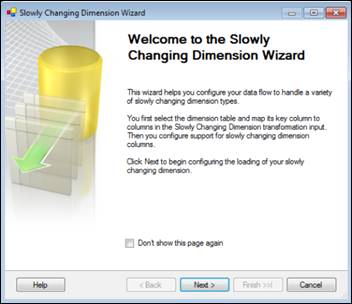 Slowly Changing Dimension Wizard
Welcome to the Slowly
Changing Dimension Wizard
This wizard helps you configure your data flow to handle a variety
of slowly changing dimension types.
You first select the dimension table and map its key column to
columns in the Slowly Changing Dimension transformation input.
Then you configure support for slowly changing dimension
columns.
Click Next to begin configuring the loading of your slowly
changing dimension.
Don't show this page again
Help
< Back
Next >
Finish >>|
Cancel